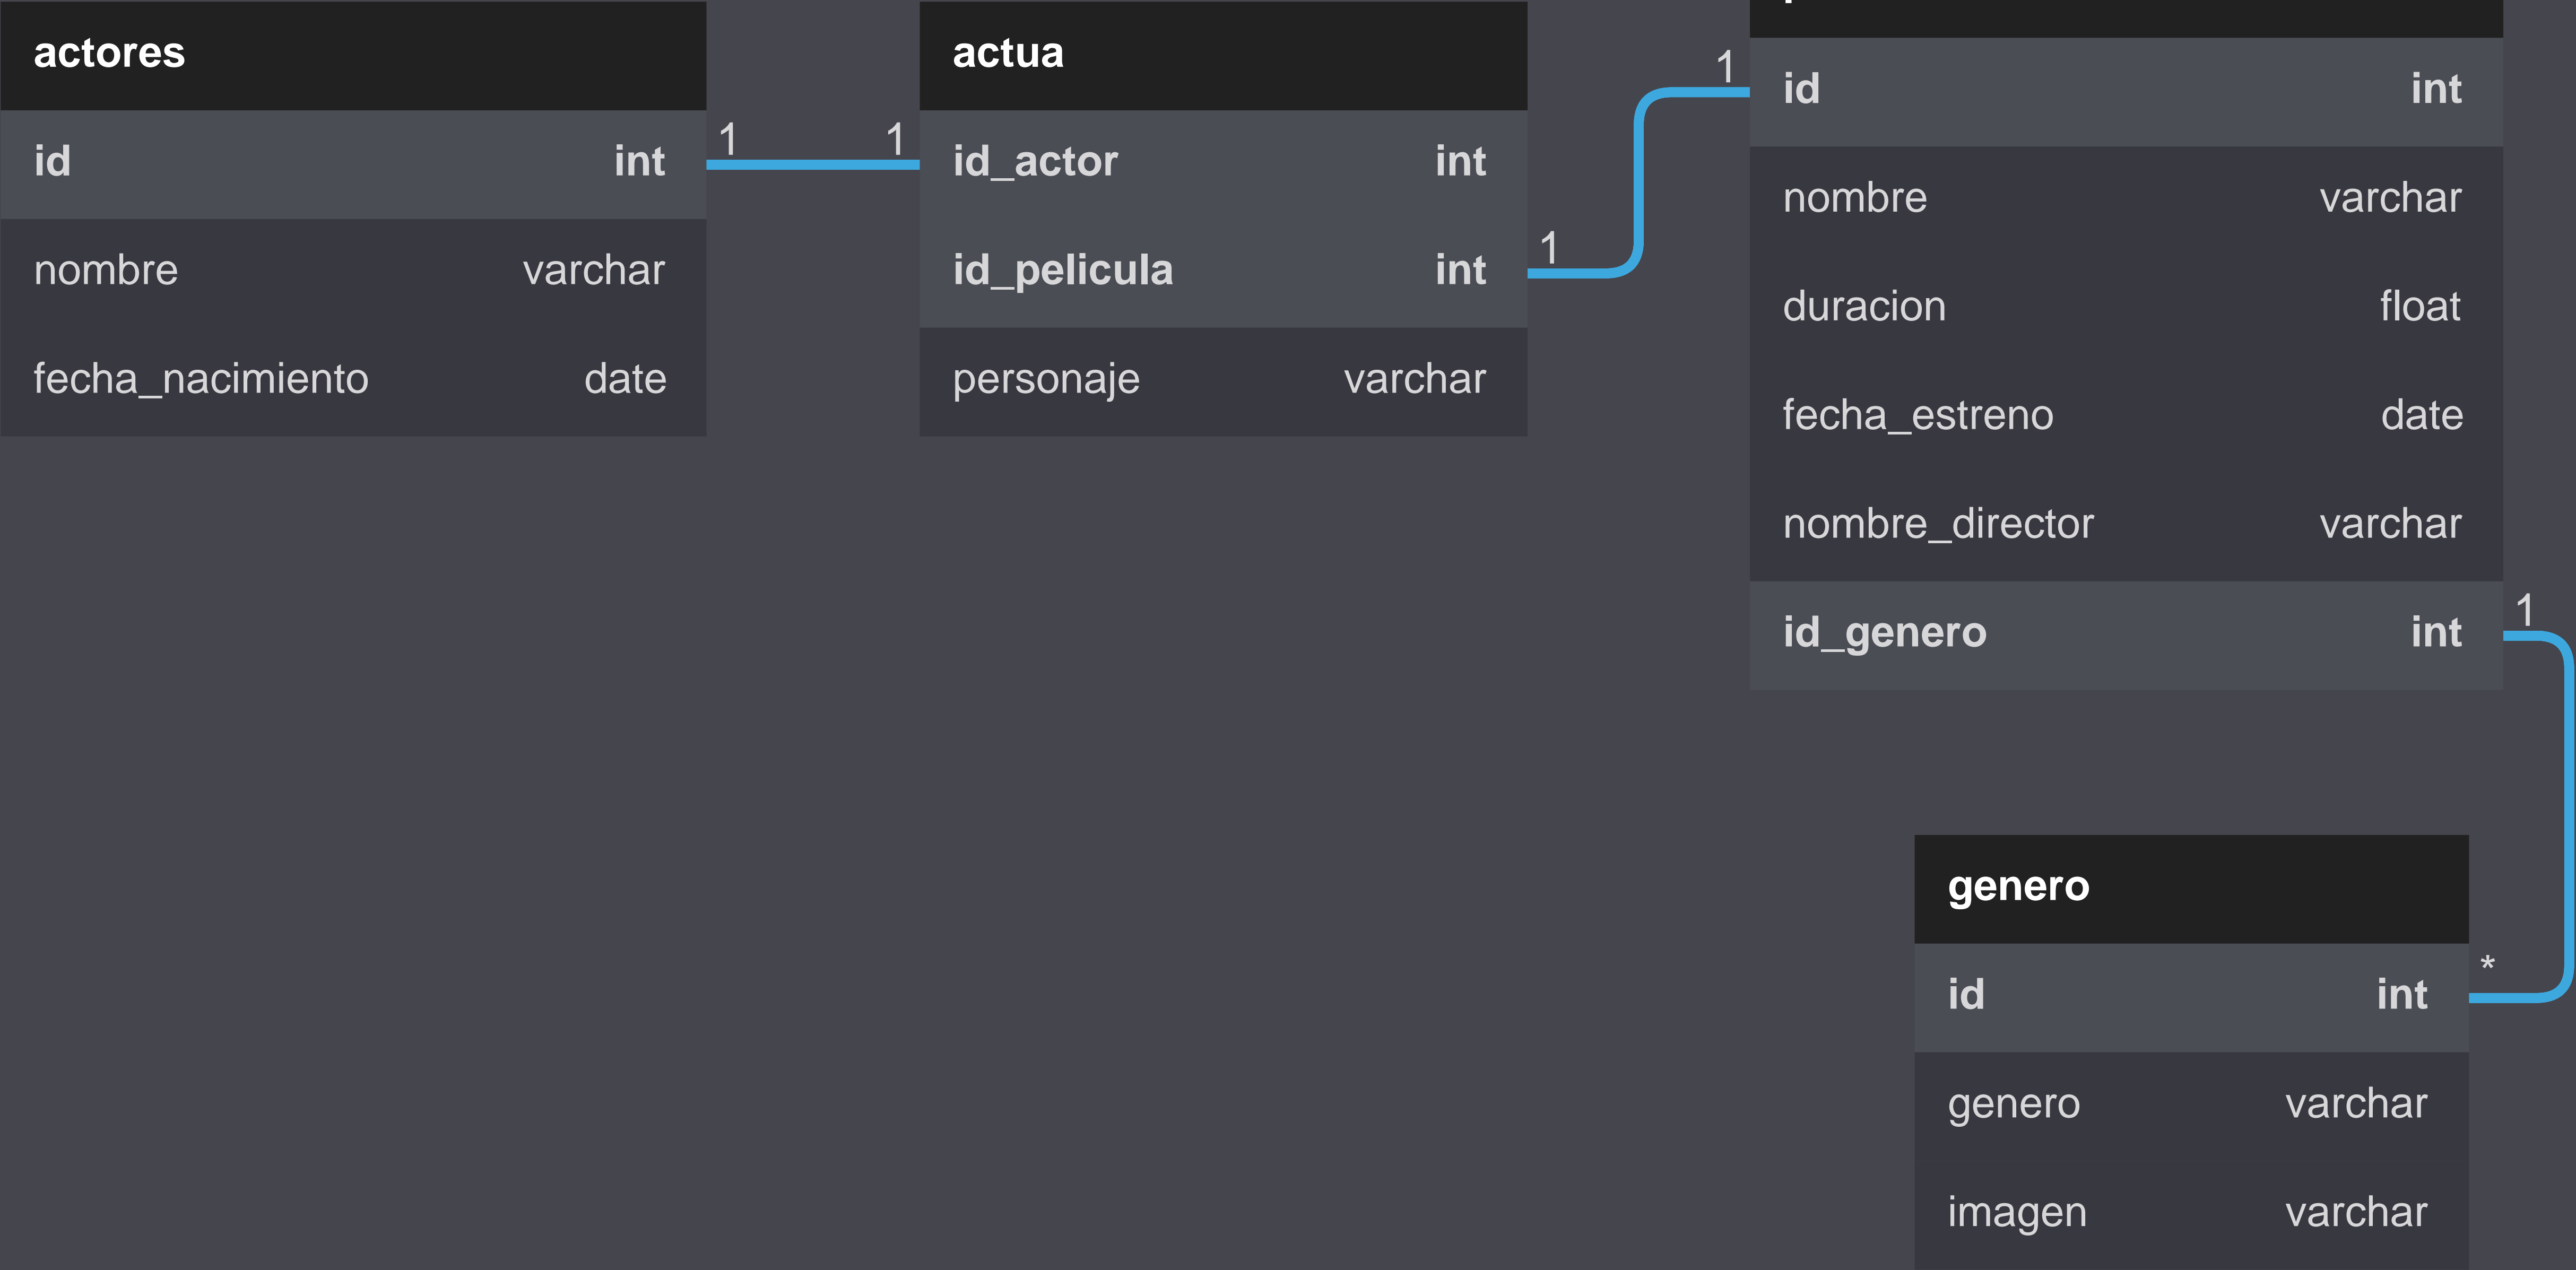 actores
id int
nombre varchar
fecha_nacimiento date
1 1
actua
id_actor int
id_pelicula int
personaje varchar
1 1
id int
nombre varchar
duracion float
fecha_estreno date
nombre_director varchar
id_genero int
1
*
genero
id int
genero varchar
imagen varchar